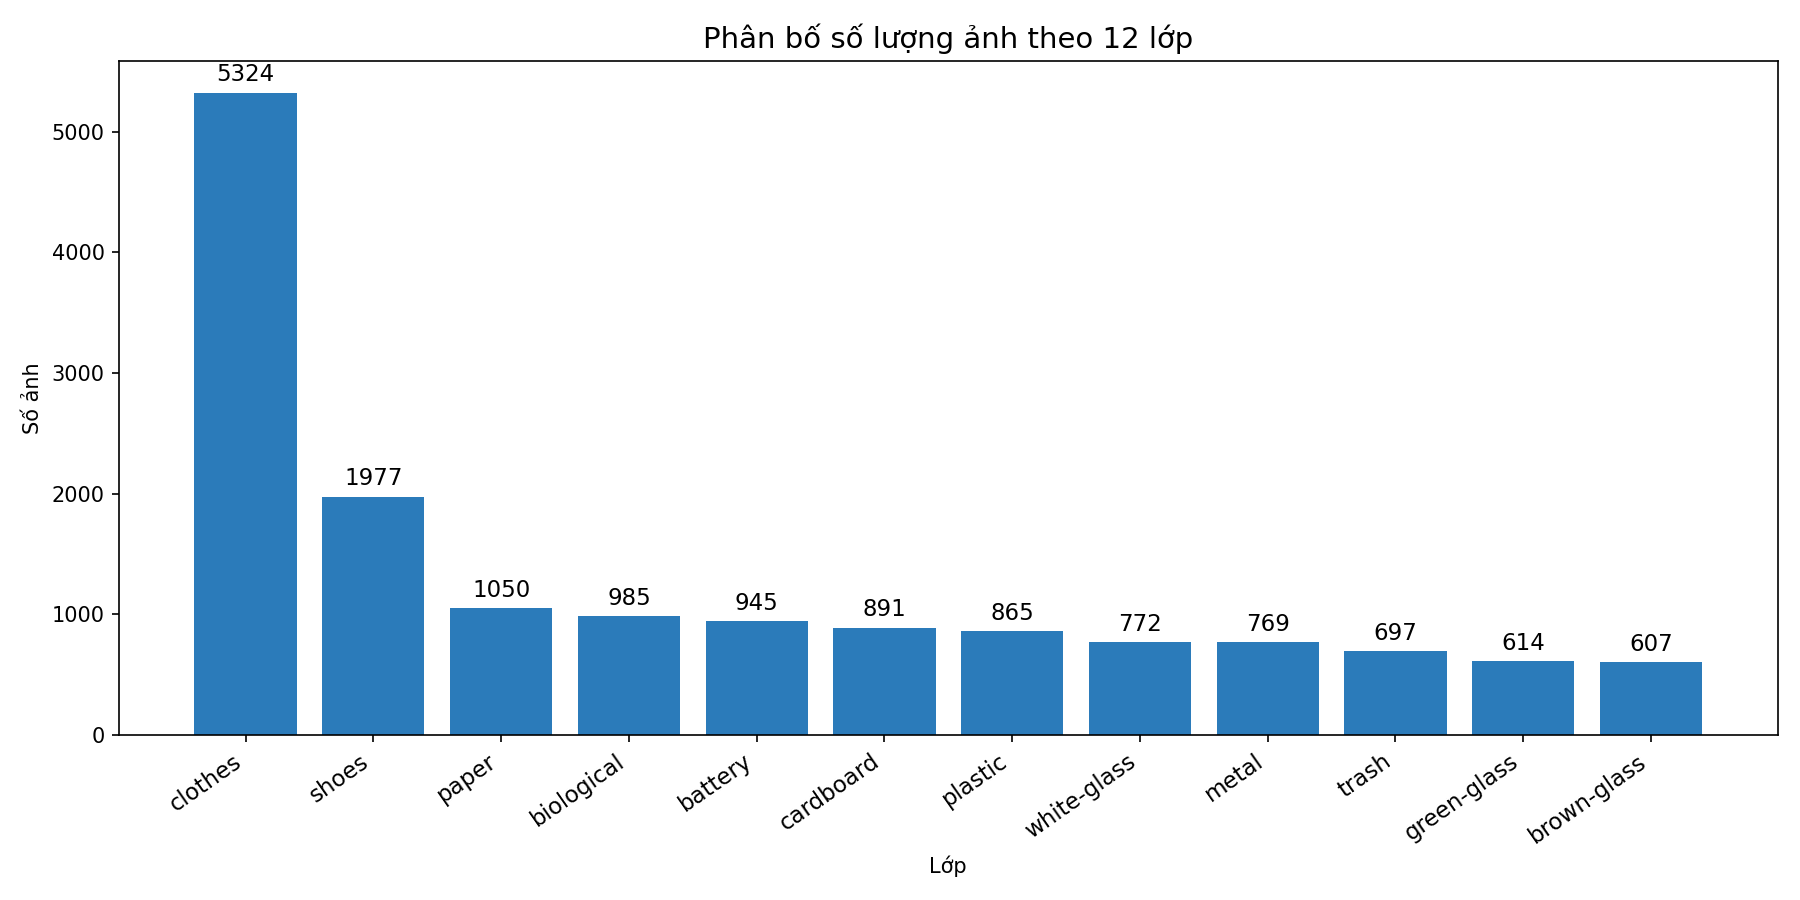 Phân bố số lượng ảnh theo 12 lớp
Số ảnh
5000
4000
3000
2000
1000
0
5324
1977
1050
985
945
891
865
772
769
697
614
607
clothes
shoes
paper
biological
battery
cardboard
plastic
white-glass
metal
trash
green-glass
brown-glass
Lớp